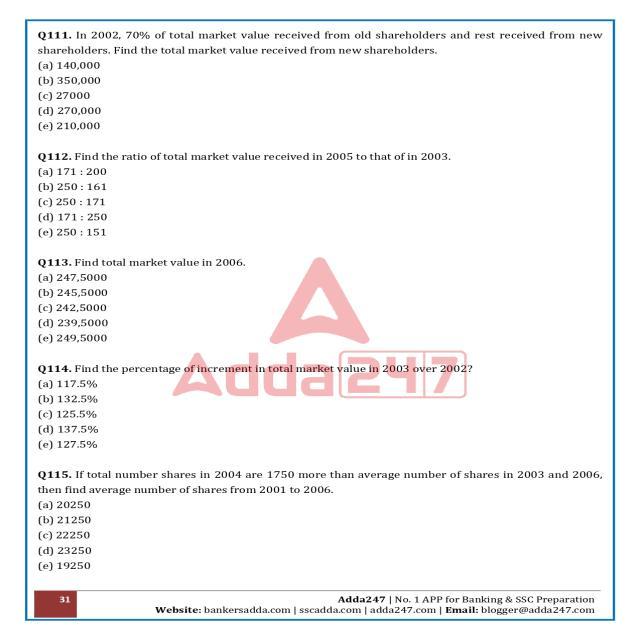 Q111. In 2002, 70% of total market value received from old shareholders and rest received from new
shareholders. Find the total market value received from new shareholders.
(a) 140,000
(b) 350,000
(c) 27000
(d) 270,000
(e) 210,000
Q112. Find the ratio of total market value received in 2005 to that of in 2003.
(a) 171 : 200
(b) 250 : 161
(c) 250 : 171
(d) 171 : 250
(e) 250 : 151
Q113. Find total market value in 2006.
(a) 247,5000
(b) 245,5000
(c) 242,5000
(d) 239,5000
(e) 249,5000
Adda247
Q114. Find the percentage of increment in total market value in 2003 over 2002?
(a) 117.5%
(b) 132.5%
(c) 125.5%
(d) 137.5%
(e) 127.5%
Q115. If total number shares in 2004 are 1750 more than average number of shares in 2003 and 2006,
then find average number of shares from 2001 to 2006.
(a) 20250
(b) 21250
(c) 22250
(d) 23250
(e) 19250
31
Adda247 | No. 1 APP for Banking & SSC Preparation
Website: bankersadda.com | sscadda.com | adda247.com | Email: blogger@adda247.com